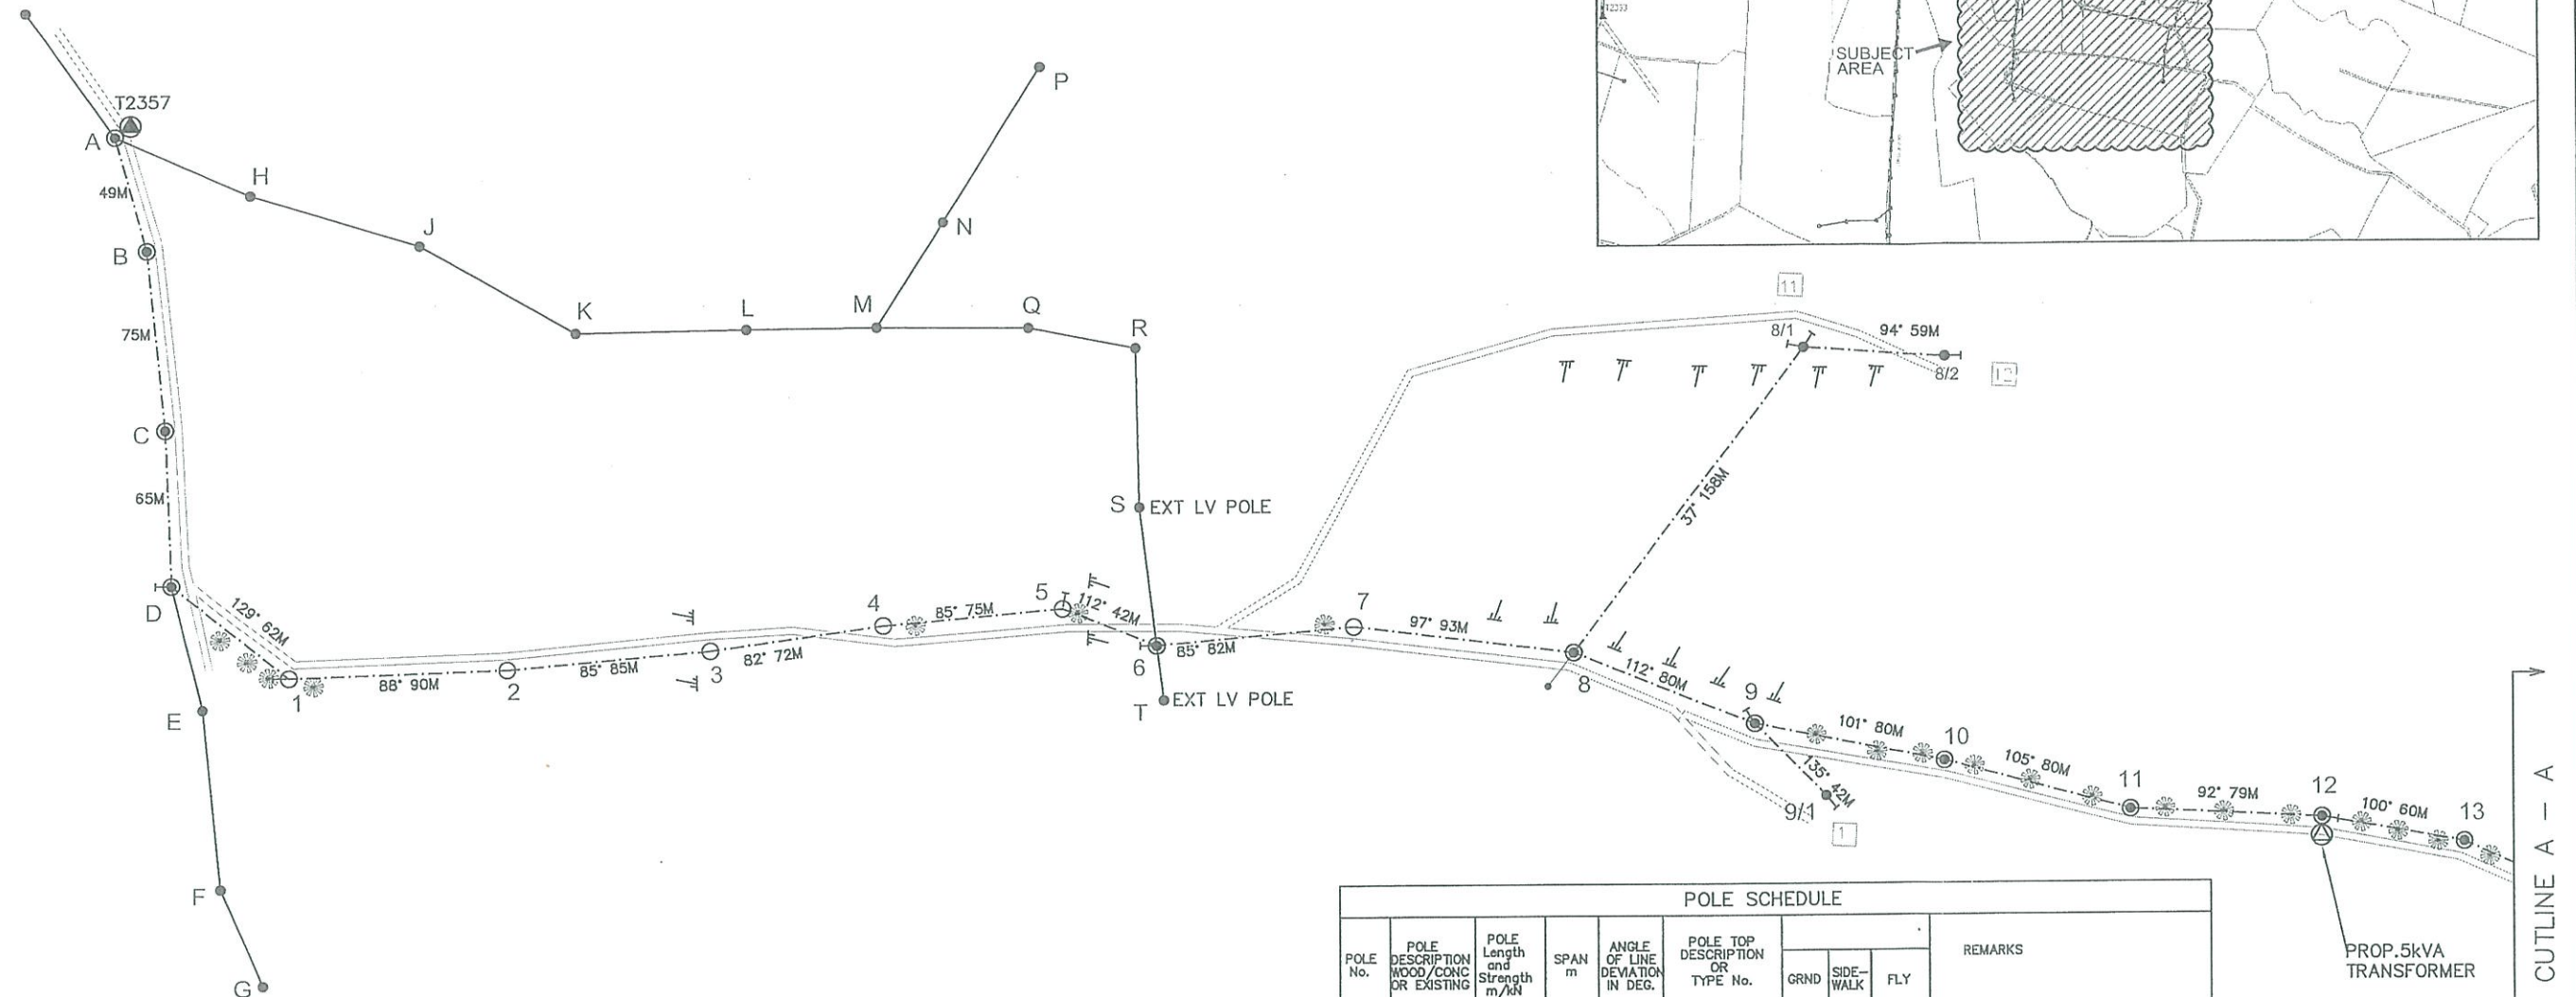 T2353
SUBJECT
AREA
P
T2357
A
H
49M
J
B
N
75M
K
L
M
Q
R
11
8/1
94° 59M
8/2
12
C
65M
S
EXT LV POLE
37° 158M
D
129° 62M
1
88° 90M
2
85° 85M
3
82° 72M
4
85° 75M
5
112° 42M
6
85° 82M
7
97° 93M
8
112° 80M
9
T
EXT LV POLE
E
101° 80M
10
105° 80M
11
92° 79M
12
100° 60M
13
135° 42M
9/1
1
F
G
CUTLINE A - A
PROP.5kVA
TRANSFORMER
POLE SCHEDULE
POLE
No.
POLE
DESCRIPTION
WOOD/CONC
OR EXISTING
POLE
Length
and
Strength
m/kN
SPAN
m
ANGLE
OF LINE
DEVIATION
IN DEG.
POLE TOP
DESCRIPTION
OR
TYPE No.
GRND
SIDE-
WALK
FLY
REMARKS